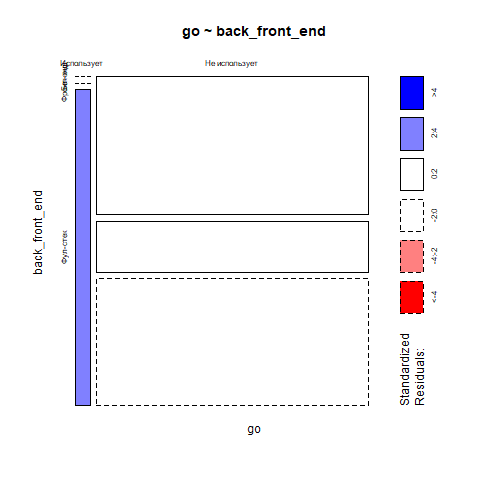 go ~ back_front_end
Использует
Не использует
Фул-стек
back_front_end
go
Standardized
Residuals:
<-4
-4:-2
-2:0
0:2
2:4
>4